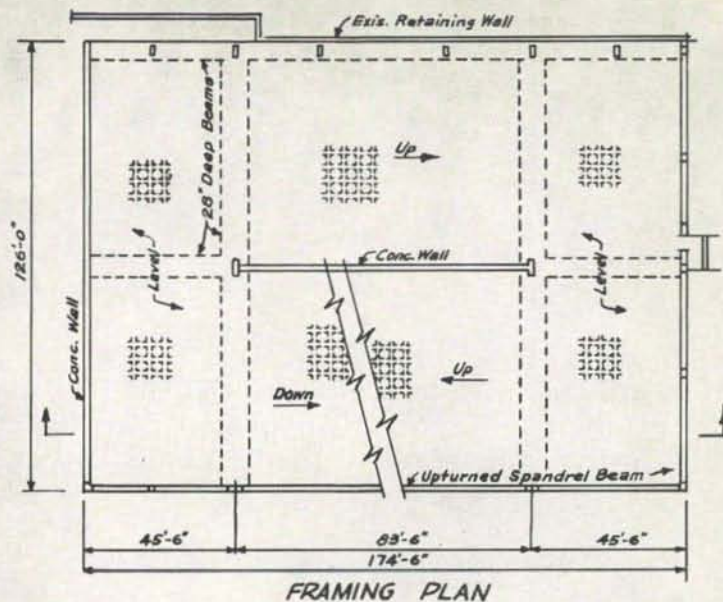 Exis. Retaining Wall
28" Deep Beams
Up
126'-0"
Level
Conc. Wall
Level
Conc. Wall
Down
Up
Upturned Spandrel Beam
45'-6"
83'-6"
45'-6"
174'-6"
FRAMING PLAN